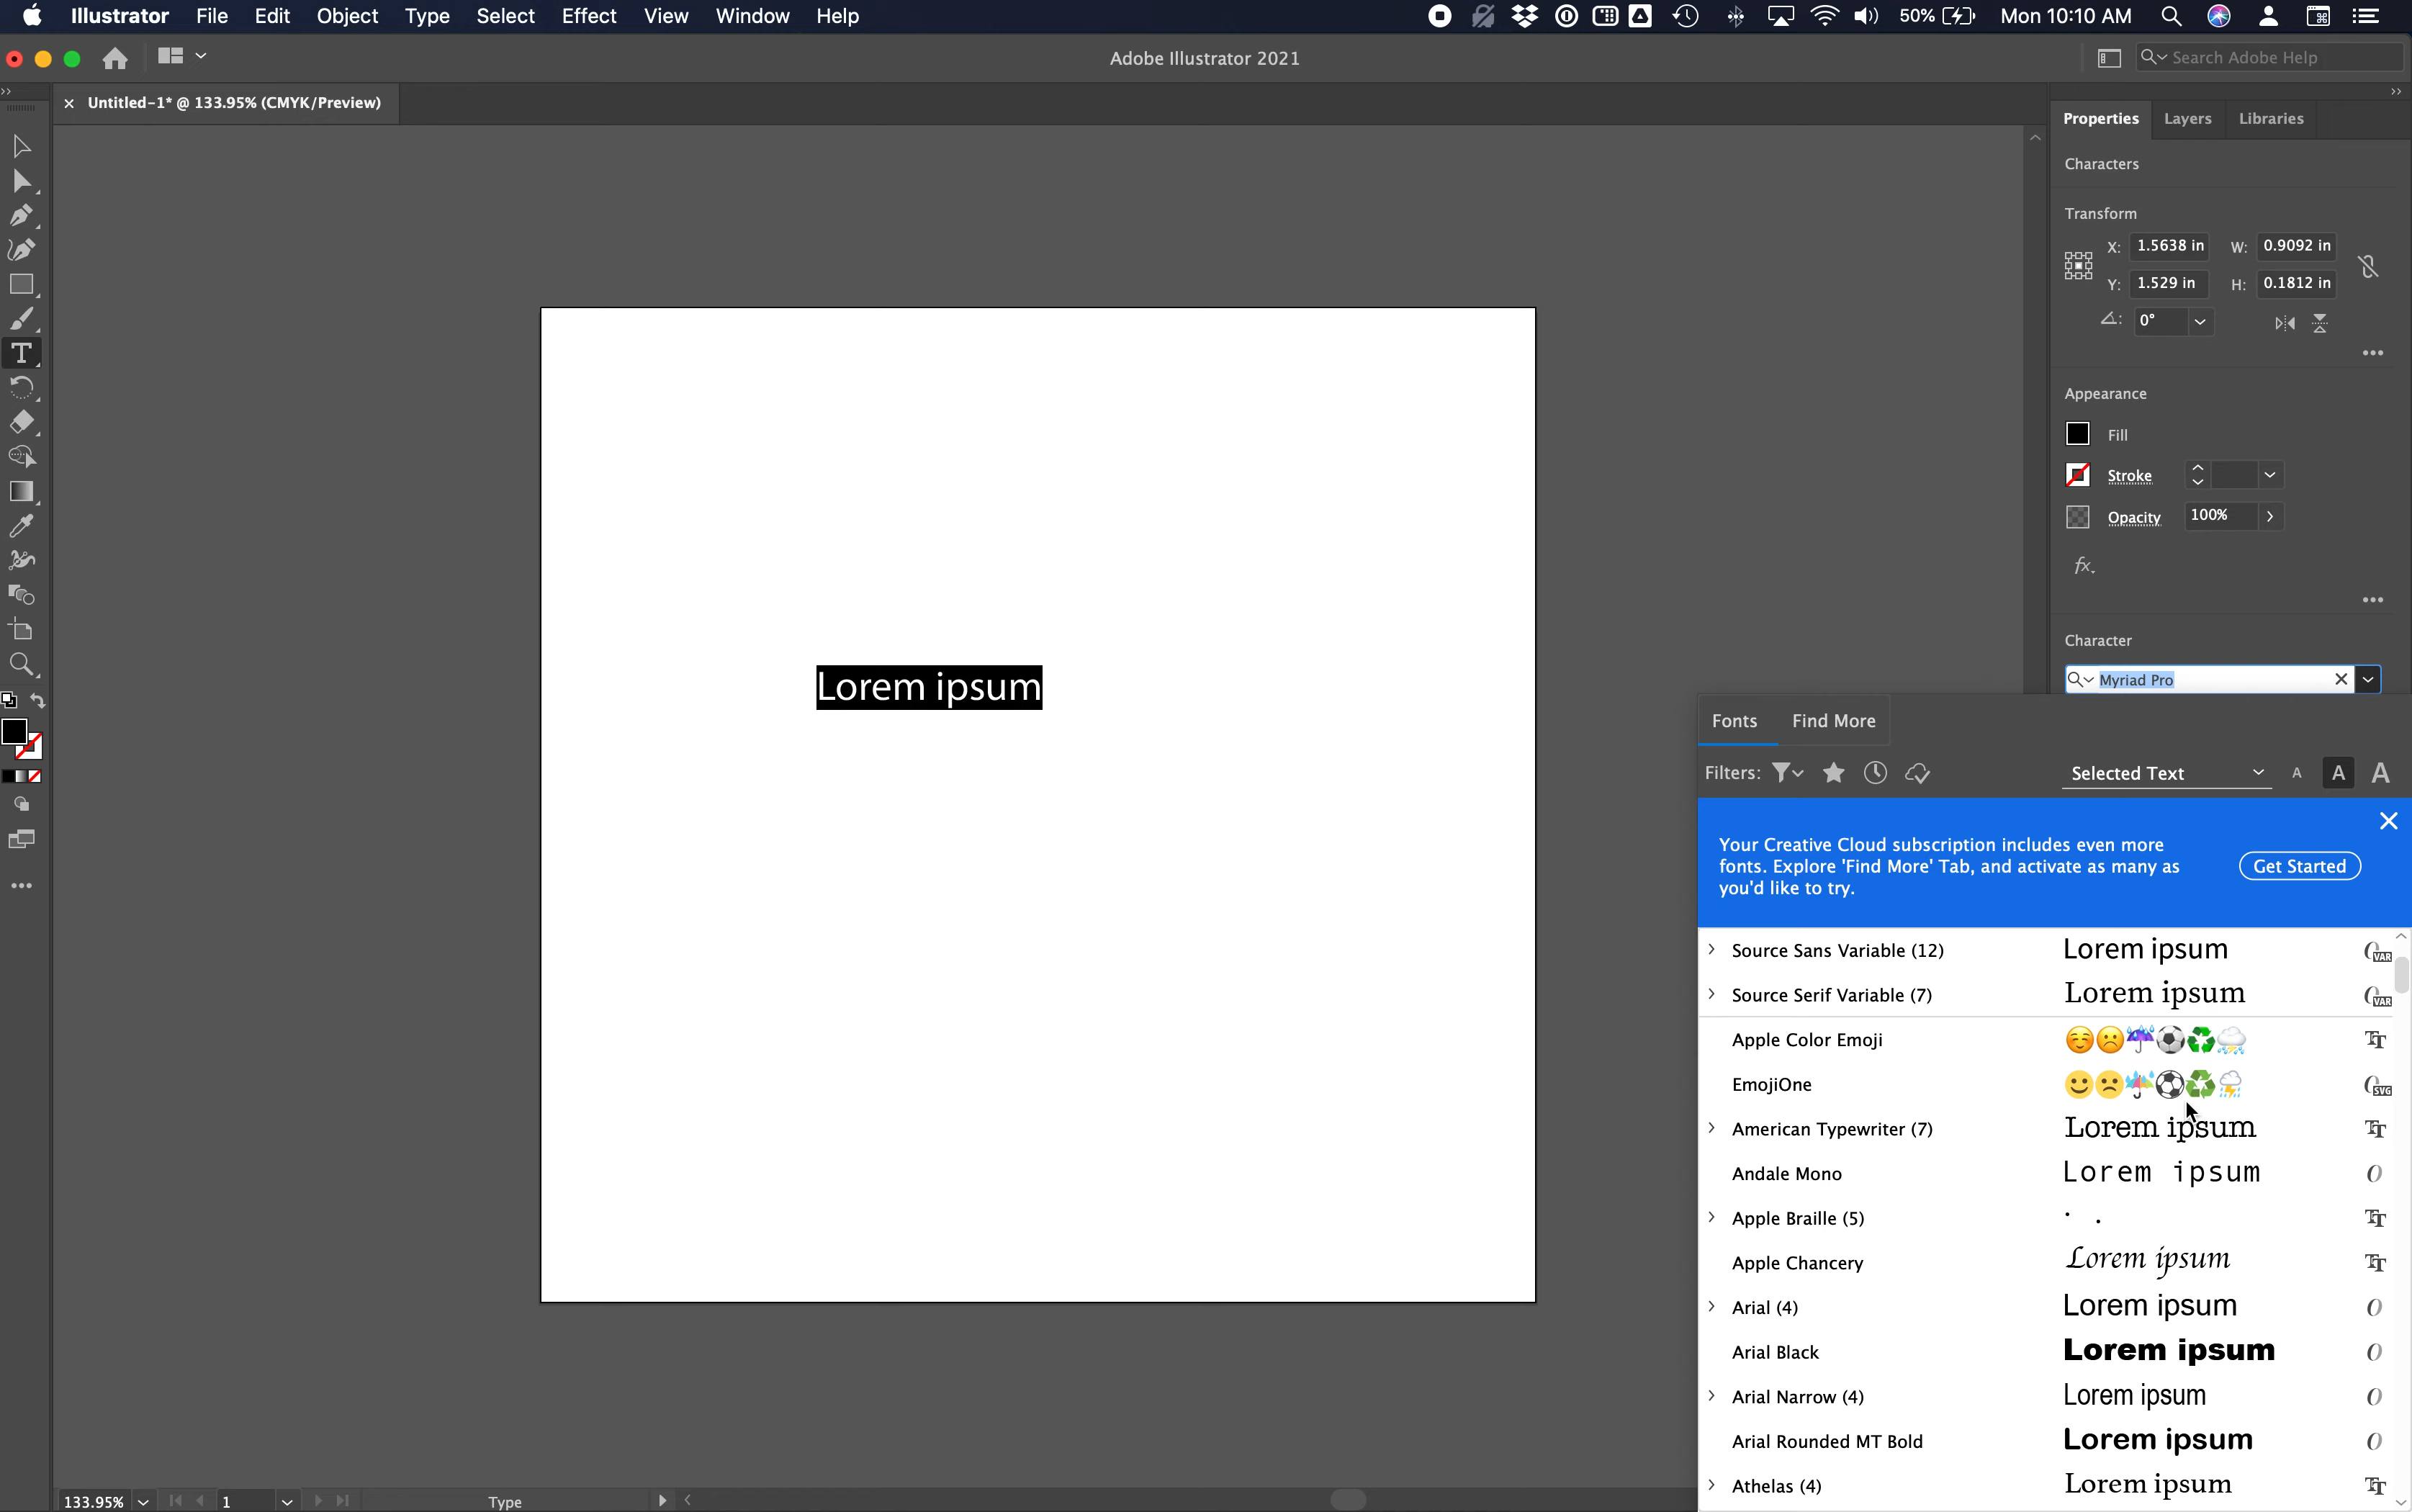 Illustrator File Edit Object Type Select Effect View Window Help 50% Mon 10:10 AM
Adobe Illustrator 2021
Search Adobe Help
× Untitled-1* @ 133.95% (CMYK/Preview)
Properties Layers Libraries
Characters
Transform
X: 1.5638 in W: 0.9092 in
Y: 1.529 in H: 0.1812 in
0°
Appearance
Fill
Stroke
Opacity 100%
fx.
Character
Myriad Pro
Lorem ipsum
Fonts Find More
Filters: Selected Text A A A
Your Creative Cloud subscription includes even more
fonts. Explore 'Find More' Tab, and activate as many as
you'd like to try.
Get Started
Source Sans Variable (12) Lorem ipsum
Source Serif Variable (7) Lorem ipsum
Apple Color Emoji
EmojiOne
American Typewriter (7) Lorem ipsum
Andale Mono Lorem ipsum
Apple Braille (5)
Apple Chancery Lorem ipsum
Arial (4) Lorem ipsum
Arial Black Lorem ipsum
Arial Narrow (4) Lorem ipsum
Arial Rounded MT Bold Lorem ipsum
Athelas (4) Lorem ipsum
133.95% 1 Type